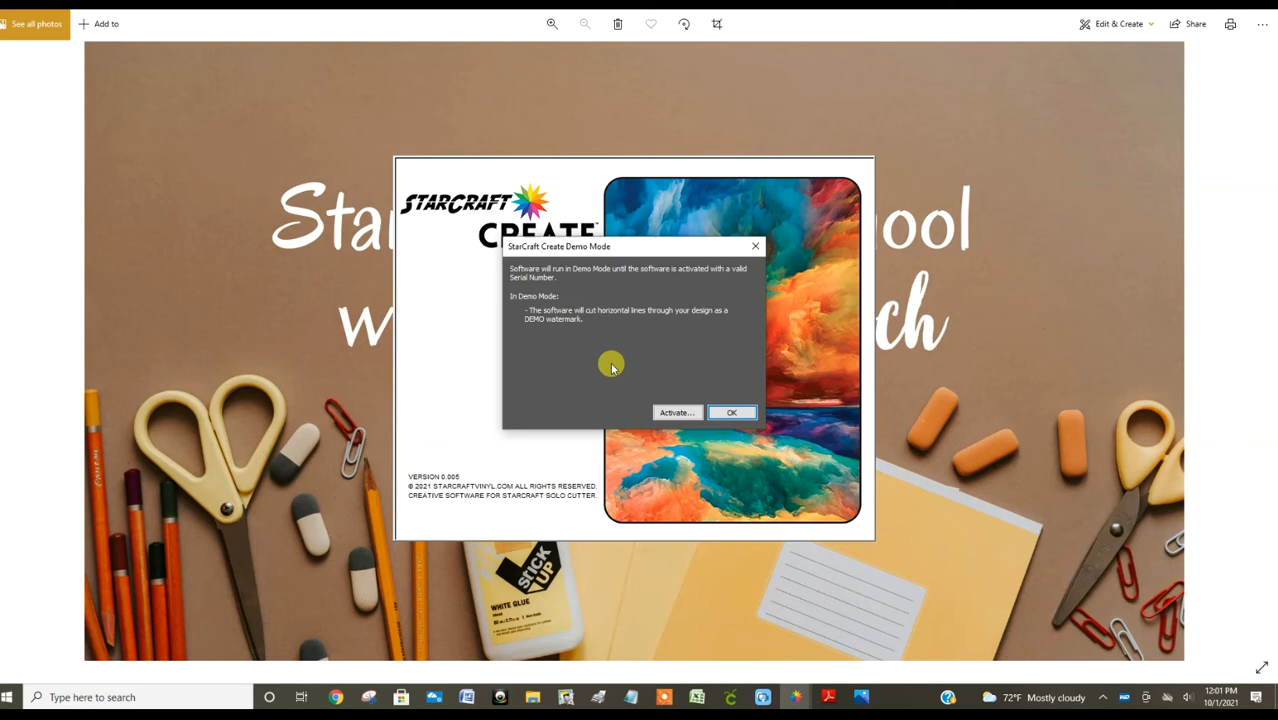 See all photos
Add to
Edit & Create
Share
Star
ool
w
ch
STARCRAFT
CREATE™
StarCraft Create Demo Mode
Software will run in Demo Mode until the software is activated with a valid
Serial Number.
In Demo Mode:
- The software will cut horizontal lines through your design as a
DEMO watermark.
Activate...
OK
VERSION 0.005
© 2021 STARCRAFTVINYL.COM ALL RIGHTS RESERVED.
CREATIVE SOFTWARE FOR STARCRAFT SOLO CUTTER.
STICK
UP
WHITE GLUE
Type here to search
72°F Mostly cloudy
12:01 PM
10/1/2021